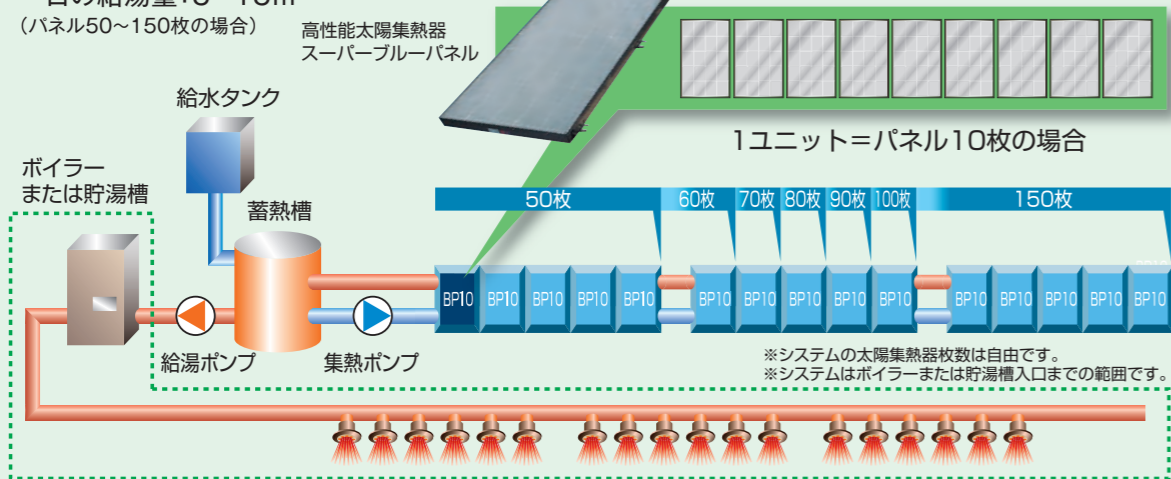 (パネル50〜150枚の場合)
高性能太陽集熱器
スーパーブルーパネル
1ユニット＝パネル10枚の場合
給水タンク
ボイラー
または貯湯槽
蓄熱槽
50枚 60枚 70枚 80枚 90枚 100枚 150枚
BP10 BP10 BP10 BP10 BP10 BP10 BP10 BP10 BP10 BP10 BP10 BP10 BP10 BP10 BP10
給湯ポンプ 集熱ポンプ
※システムの太陽集熱器枚数は自由です。
※システムはボイラーまたは貯湯槽入口までの範囲です。